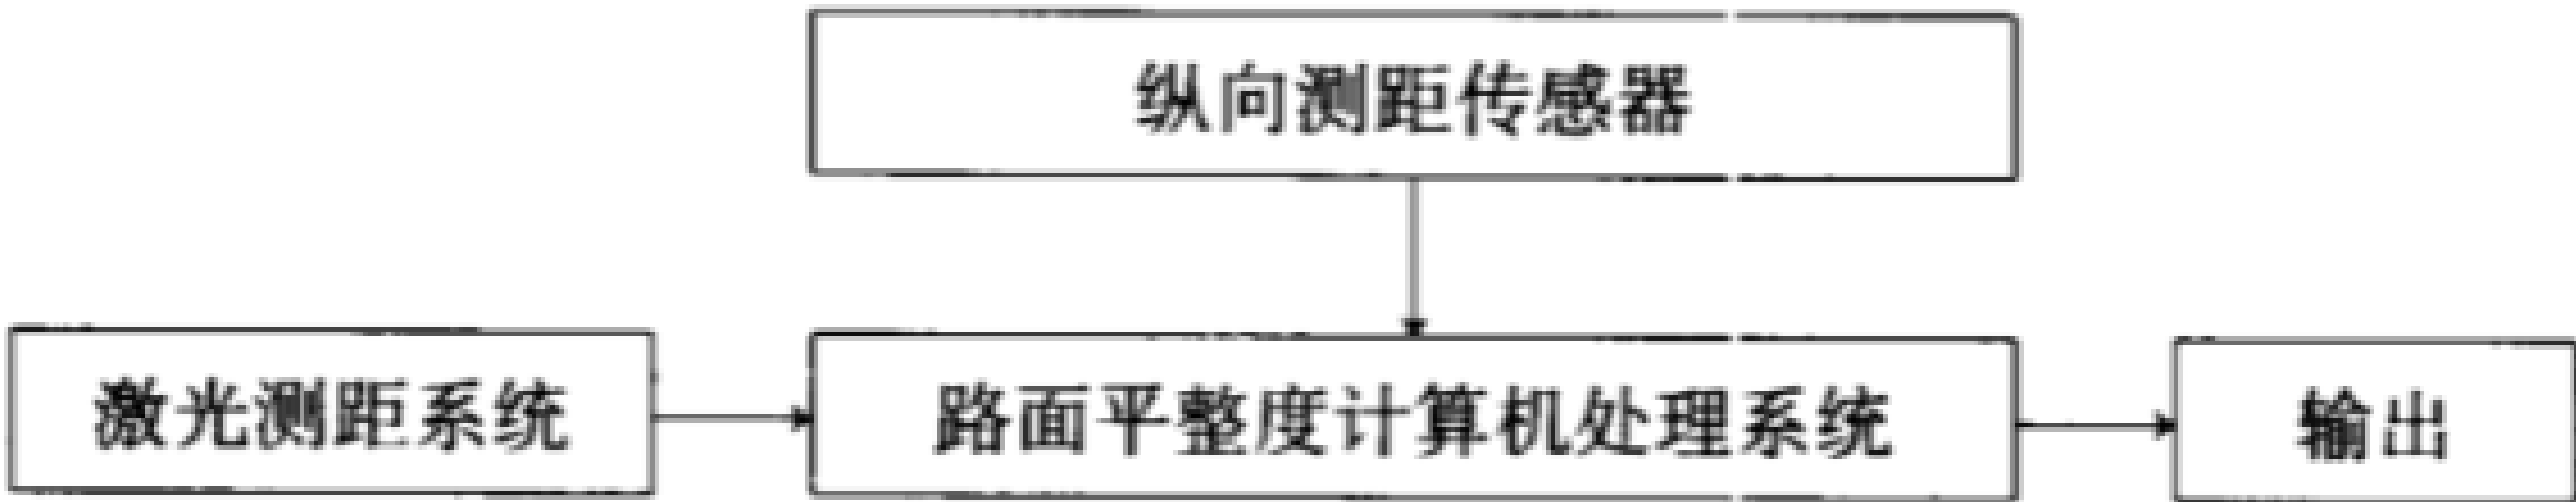 纵向测距传感器
激光测距系统
路面平整度计算机处理系统
输出